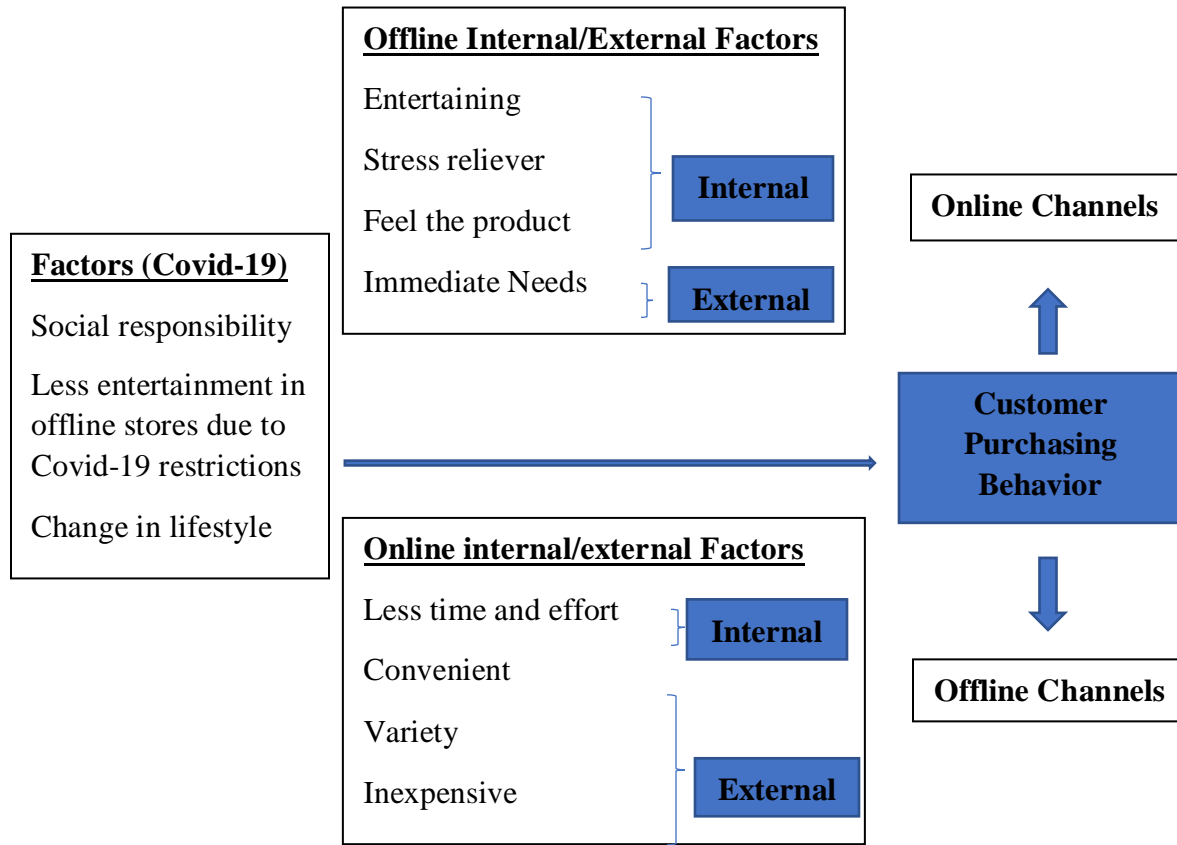 Offline Internal/External Factors
Entertaining
Stress reliever
Feel the product
Immediate Needs
Internal
External
Factors (Covid-19)
Social responsibility
Less entertainment in
offline stores due to
Covid-19 restrictions
Change in lifestyle
Online internal/external Factors
Less time and effort
Convenient
Variety
Inexpensive
Internal
External
Online Channels
Customer
Purchasing
Behavior
Offline Channels